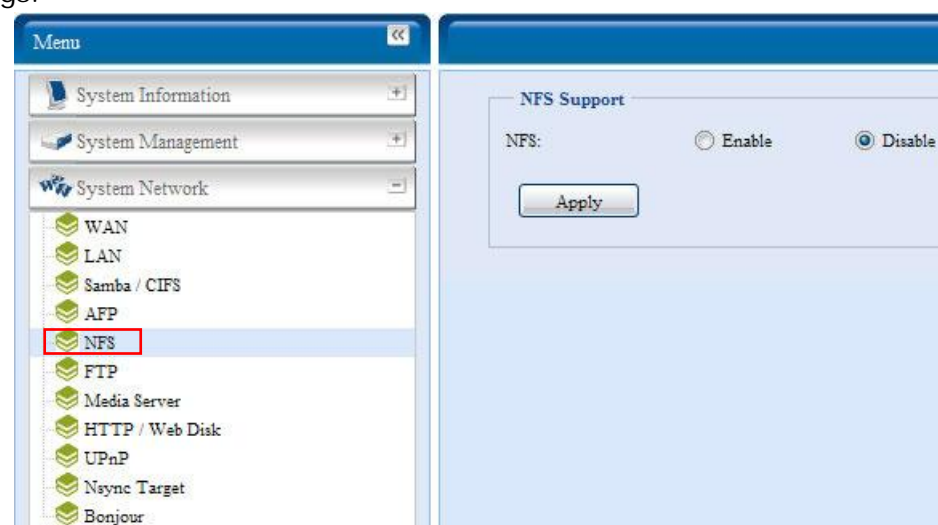 ge.
Menu
System Information
System Management
System Network
WAN
LAN
Samba / CIFS
AFP
NFS
FTP
Media Server
HTTP / Web Disk
UPnP
Nsync Target
Bonjour
NFS Support
NFS: Enable Disable
Apply